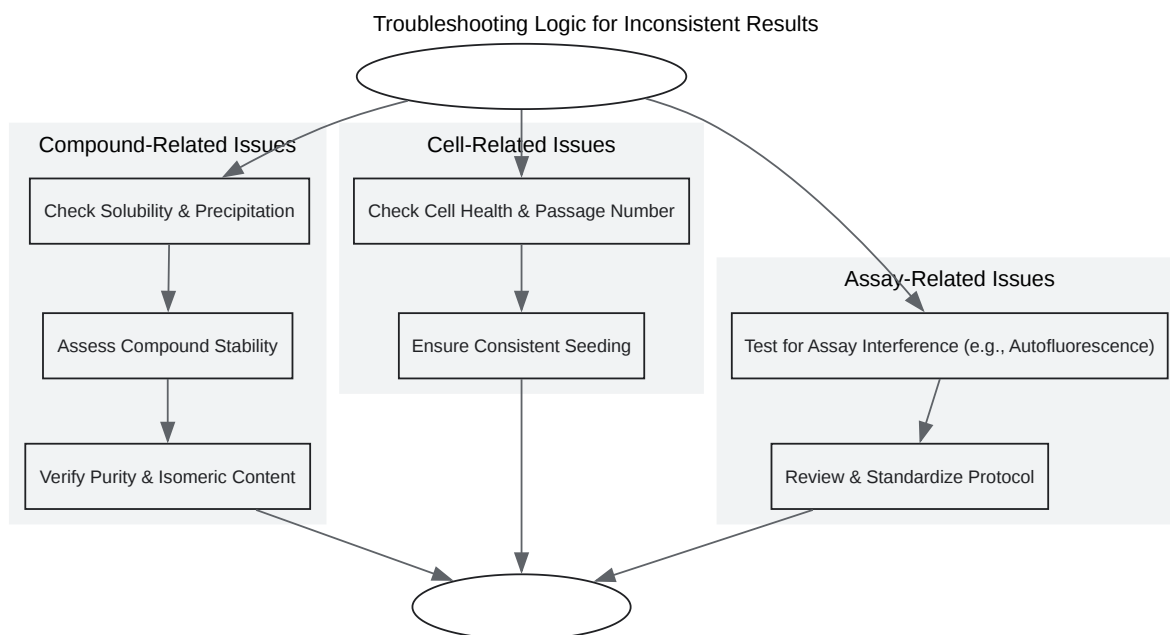 Troubleshooting Logic for Inconsistent Results
Compound-Related Issues
Check Solubility & Precipitation
Assess Compound Stability
Verify Purity & Isomeric Content
Cell-Related Issues
Check Cell Health & Passage Number
Ensure Consistent Seeding
Assay-Related Issues
Test for Assay Interference (e.g., Autofluorescence)
Review & Standardize Protocol